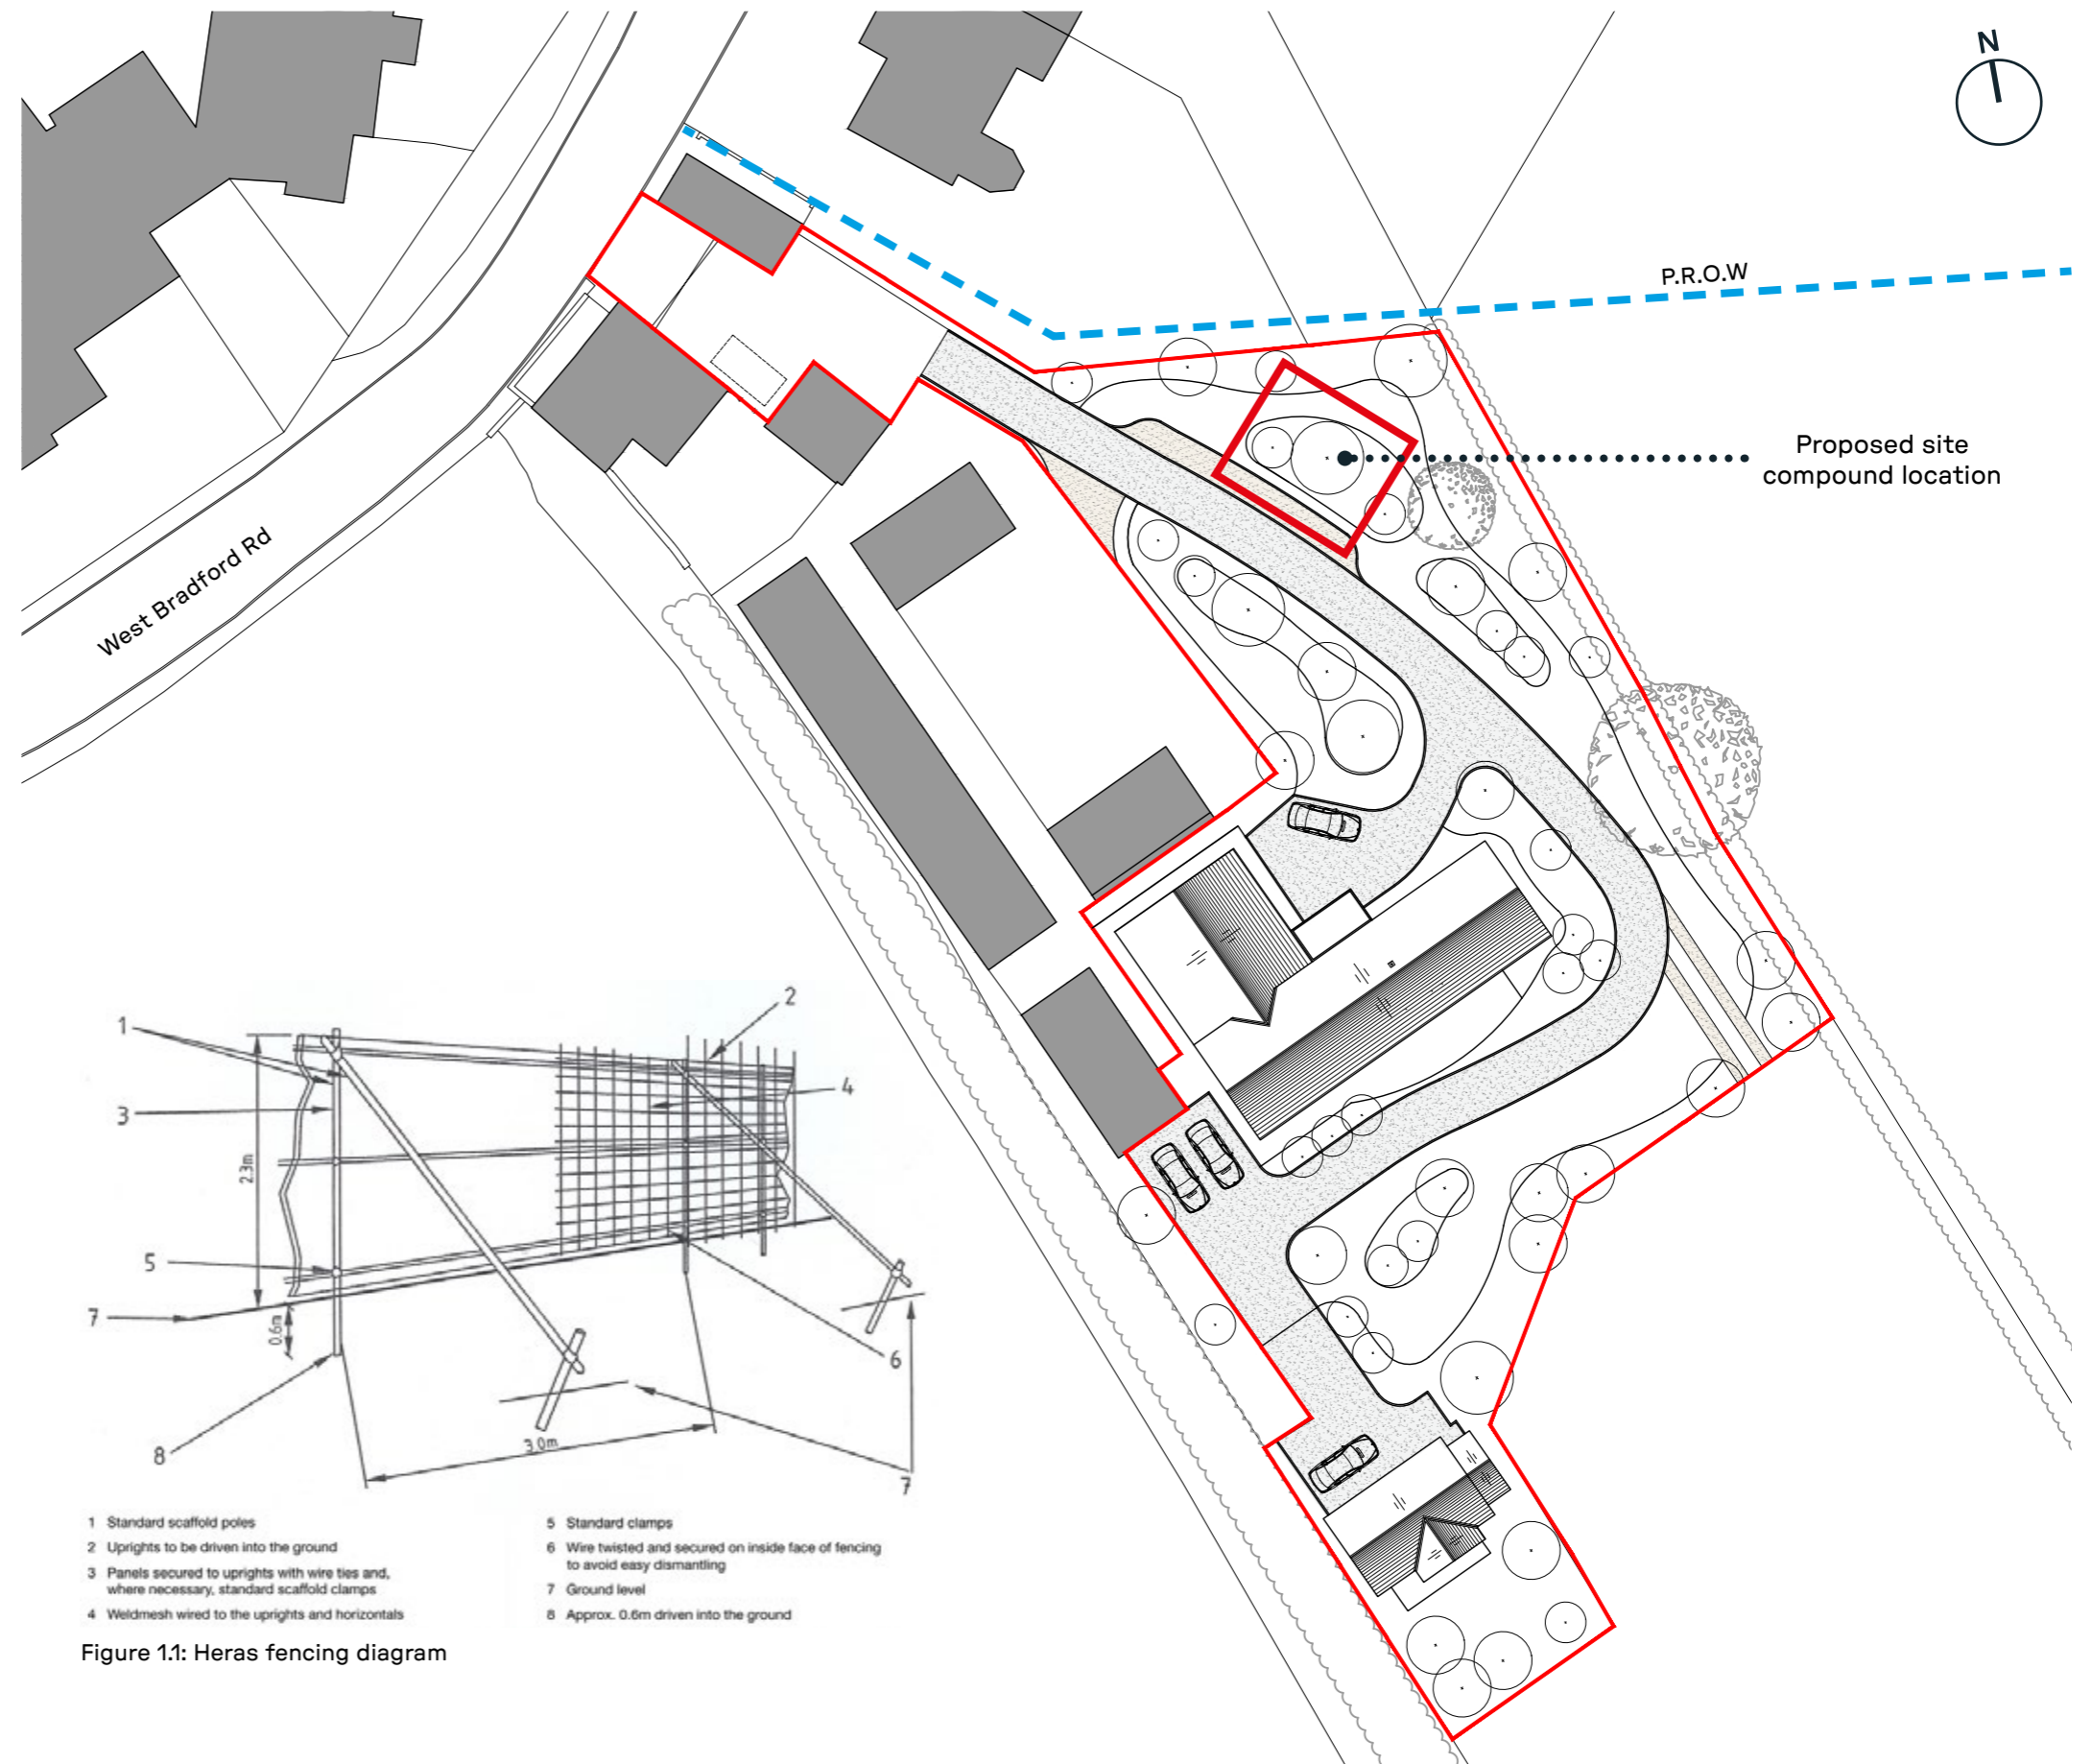 N
P.R.O.W
Proposed site
compound location
West Bradford Rd
1
2
3
4
5
6
7
7
8
2.3m
0.6m
3.0m
1 Standard scaffold poles
2 Uprights to be driven into the ground
3 Panels secured to uprights with wire ties and,
where necessary, standard scaffold clamps
4 Weldmesh wired to the uprights and horizontals
5 Standard clamps
6 Wire twisted and secured on inside face of fencing
to avoid easy dismantling
7 Ground level
8 Approx. 0.6m driven into the ground
Figure 1.1: Heras fencing diagram